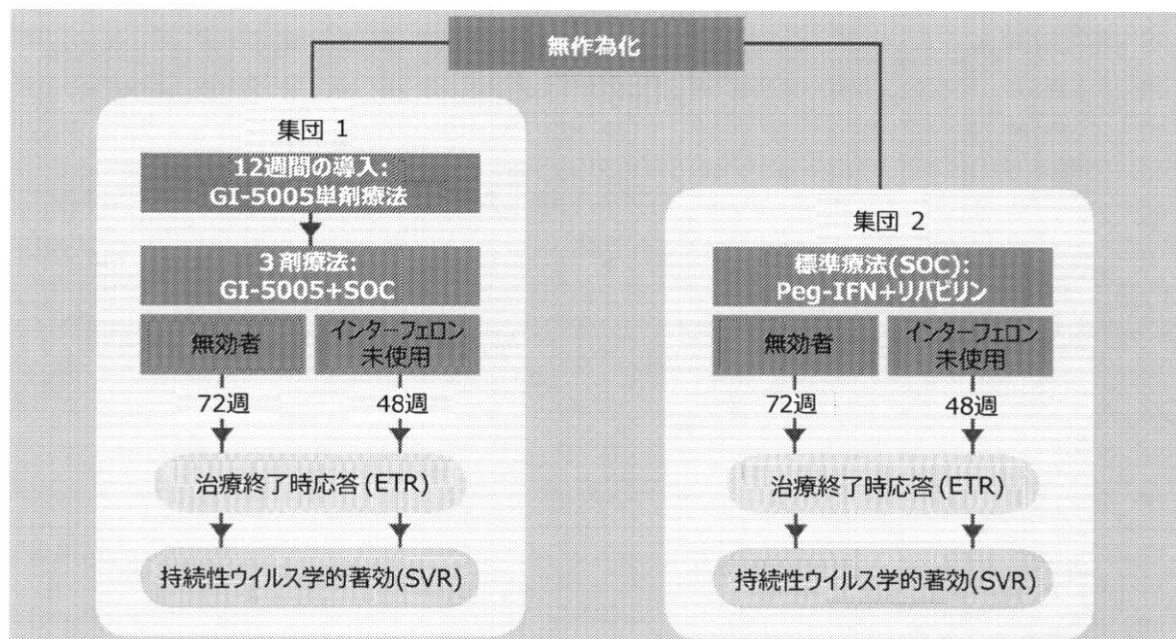 無作為化
集団 1
12週間の導入:
GI-5005単剤療法
3剤療法:
GI-5005+SOC
無効者
インターフェロン
未使用
72週
48週
治療終了時応答(ETR)
持続性ウイルス学的著効(SVR)
集団 2
標準療法(SOC):
Peg-IFN+リバビリン
無効者
インターフェロン
未使用
72週
48週
治療終了時応答(ETR)
持続性ウイルス学的著効(SVR)